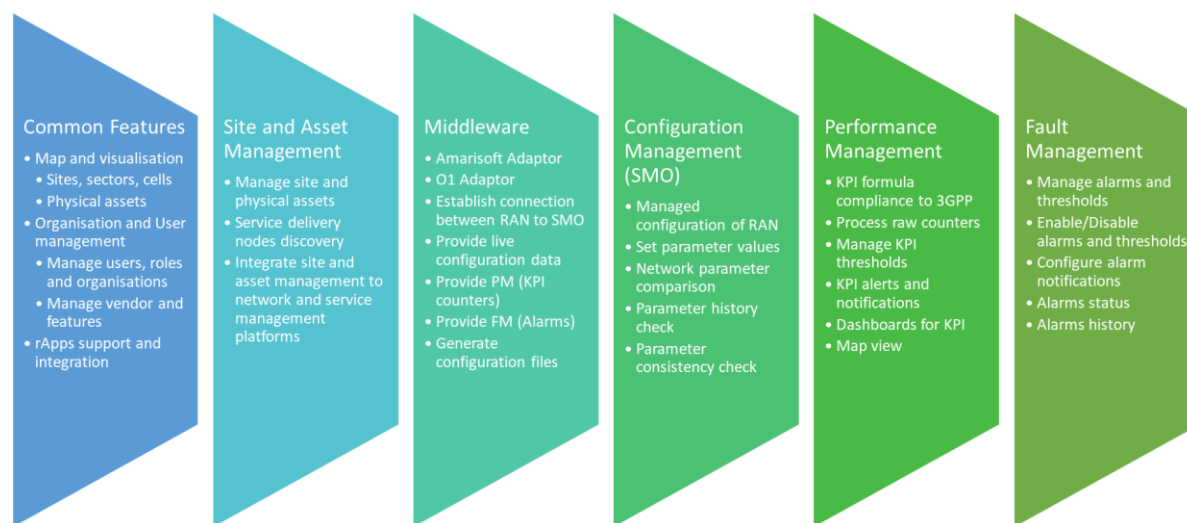 Common Features
• Map and visualisation
• Sites, sectors, cells
• Physical assets
• Organisation and User
management
• Manage users, roles
and organisations
• Manage vendor and
features
• rApps support and
integration
Site and Asset
Management
• Manage site and
physical assets
• Service delivery
nodes discovery
• Integrate site and
asset management to
network and service
management
platforms
Middleware
• Amarisoft Adaptor
• O1 Adaptor
• Establish connection
between RAN to SMO
• Provide live
configuration data
• Provide PM (KPI
counters)
• Provide FM (Alarms)
• Generate
configuration files
Configuration
Management
(SMO)
• Managed
configuration of RAN
• Set parameter values
• Network parameter
comparison
• Parameter history
check
• Parameter
consistency check
Performance
Management
• KPI formula
compliance to 3GPP
• Process raw counters
• Manage KPI
thresholds
• KPI alerts and
notifications
• Dashboards for KPI
• Map view
Fault
Management
• Manage alarms and
thresholds
• Enable/Disable
alarms and thresholds
• Configure alarm
notifications
• Alarms status
• Alarms history